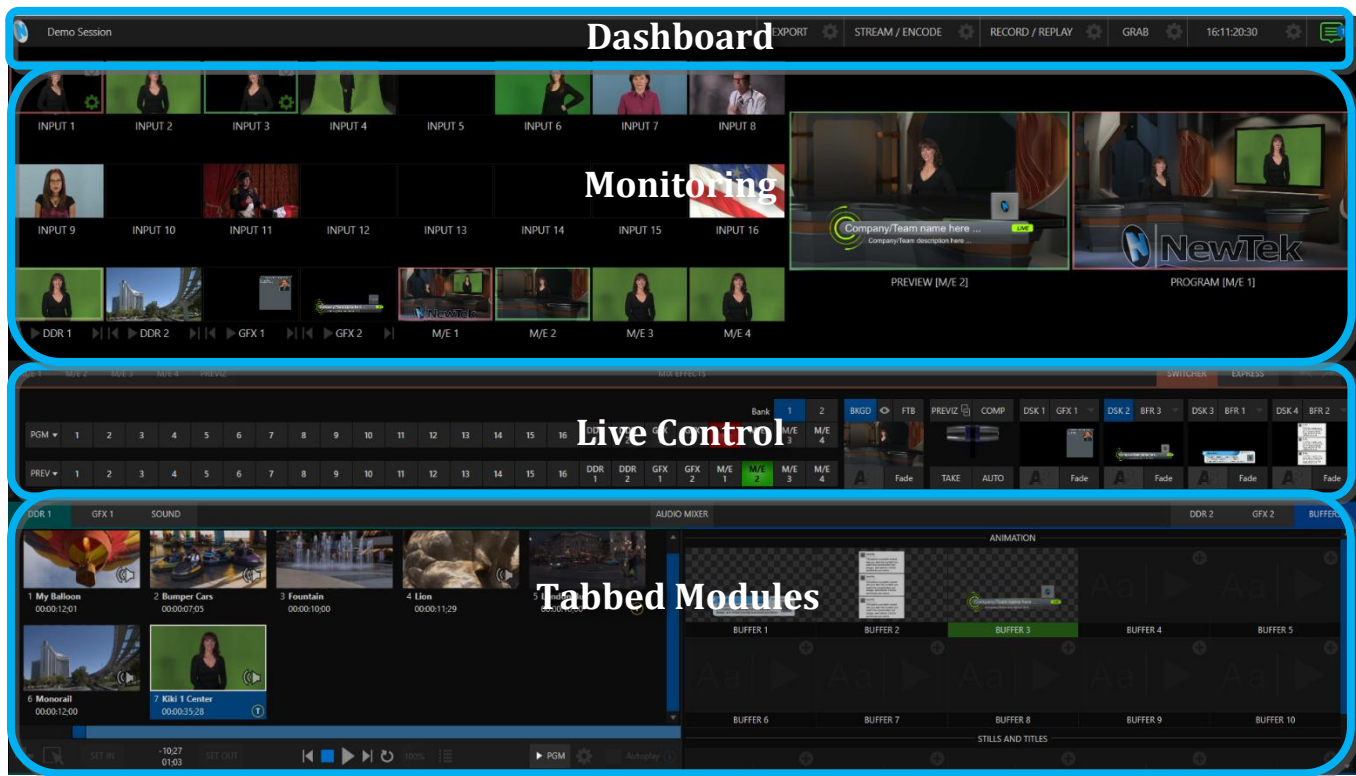 Demo Session EXPORT STREAM / ENCODE RECORD / REPLAY GRAB 16:11:20:30
Dashboard
INPUT 1 INPUT 2 INPUT 3 INPUT 4 INPUT 5 INPUT 6 INPUT 7 INPUT 8
Monitoring
INPUT 9 INPUT 10 INPUT 11 INPUT 12 INPUT 13 INPUT 14 INPUT 15 INPUT 16
Company/Team name here ... LIVE
Company/Team description here ...
NewTek
PREVIEW [M/E 2] PROGRAM [M/E 1]
NewTek
DDR 1 DDR 2 GFX 1 GFX 2 M/E 1 M/E 2 M/E 3 M/E 4
M/E 2 M/E 3 M/E 4 PREVIZ MIX EFFECTS SWITCHER EXPRESS
Bank 1 2 BKGD FTB PREVIZ COMP DSK 1 GFX 1 DSK 2 BFR 3 DSK 3 BFR 1 DSK 4 BFR 2
PGM 1 2 3 4 5 6 7 8 9 10 11 12 13 14 15 16 M/E 3 M/E 4
Live Control
PREV 1 2 3 4 5 6 7 8 9 10 11 12 13 14 15 16 DDR 1 DDR 2 GFX 1 GFX 2 M/E 1 M/E 2 M/E 3 M/E 4
Fade TAKE AUTO Fade Fade Fade Fade
DDR 1 GFX 1 SOUND AUDIO MIXER DDR 2 GFX 2 BUFFERS
ANIMATION
1 My Balloon 2 Bumper Cars 3 Fountain 4 Lion
00:00:12;01 00:00:07;05 00:00:10;00 00:00:11;29
Tabbed Modules
Company/Team name here ...
BUFFER 1 BUFFER 2 BUFFER 3 BUFFER 4 BUFFER 5
6 Monorail 7 Kiki 1 Center
00:00:12;00 00:00:35;28 T
Aa Aa Aa Aa
BUFFER 6 BUFFER 7 BUFFER 8 BUFFER 9 BUFFER 10
STILLS AND TITLES
SET IN -10;27 SET OUT 100% PGM Autoplay
01;03